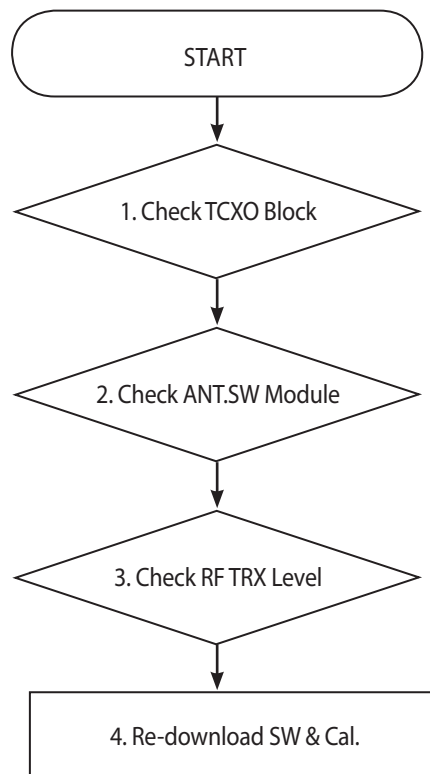 START
1. Check TCXO Block
2. Check ANT.SW Module
3. Check RF TRX Level
4. Re-download SW & Cal.